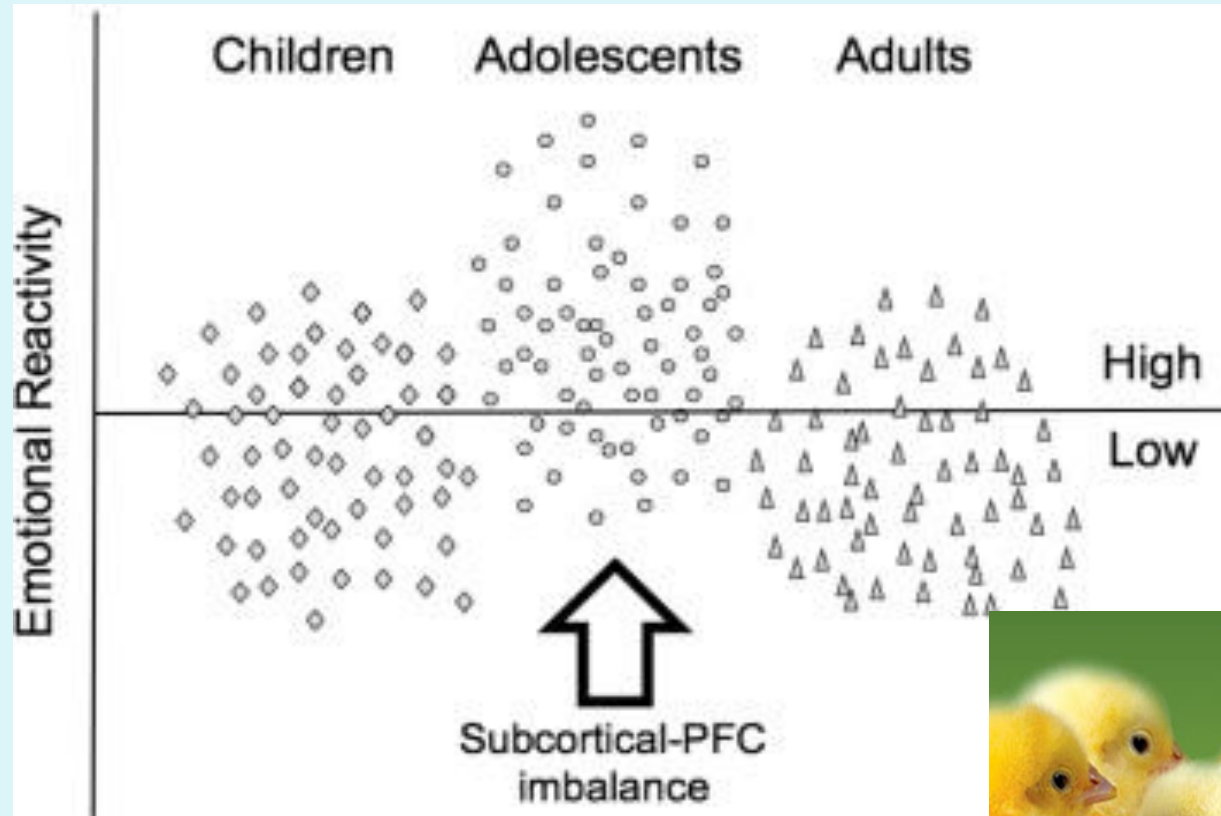 Children Adolescents Adults
Emotional Reactivity
High
Low
Subcortical-PFC
imbalance